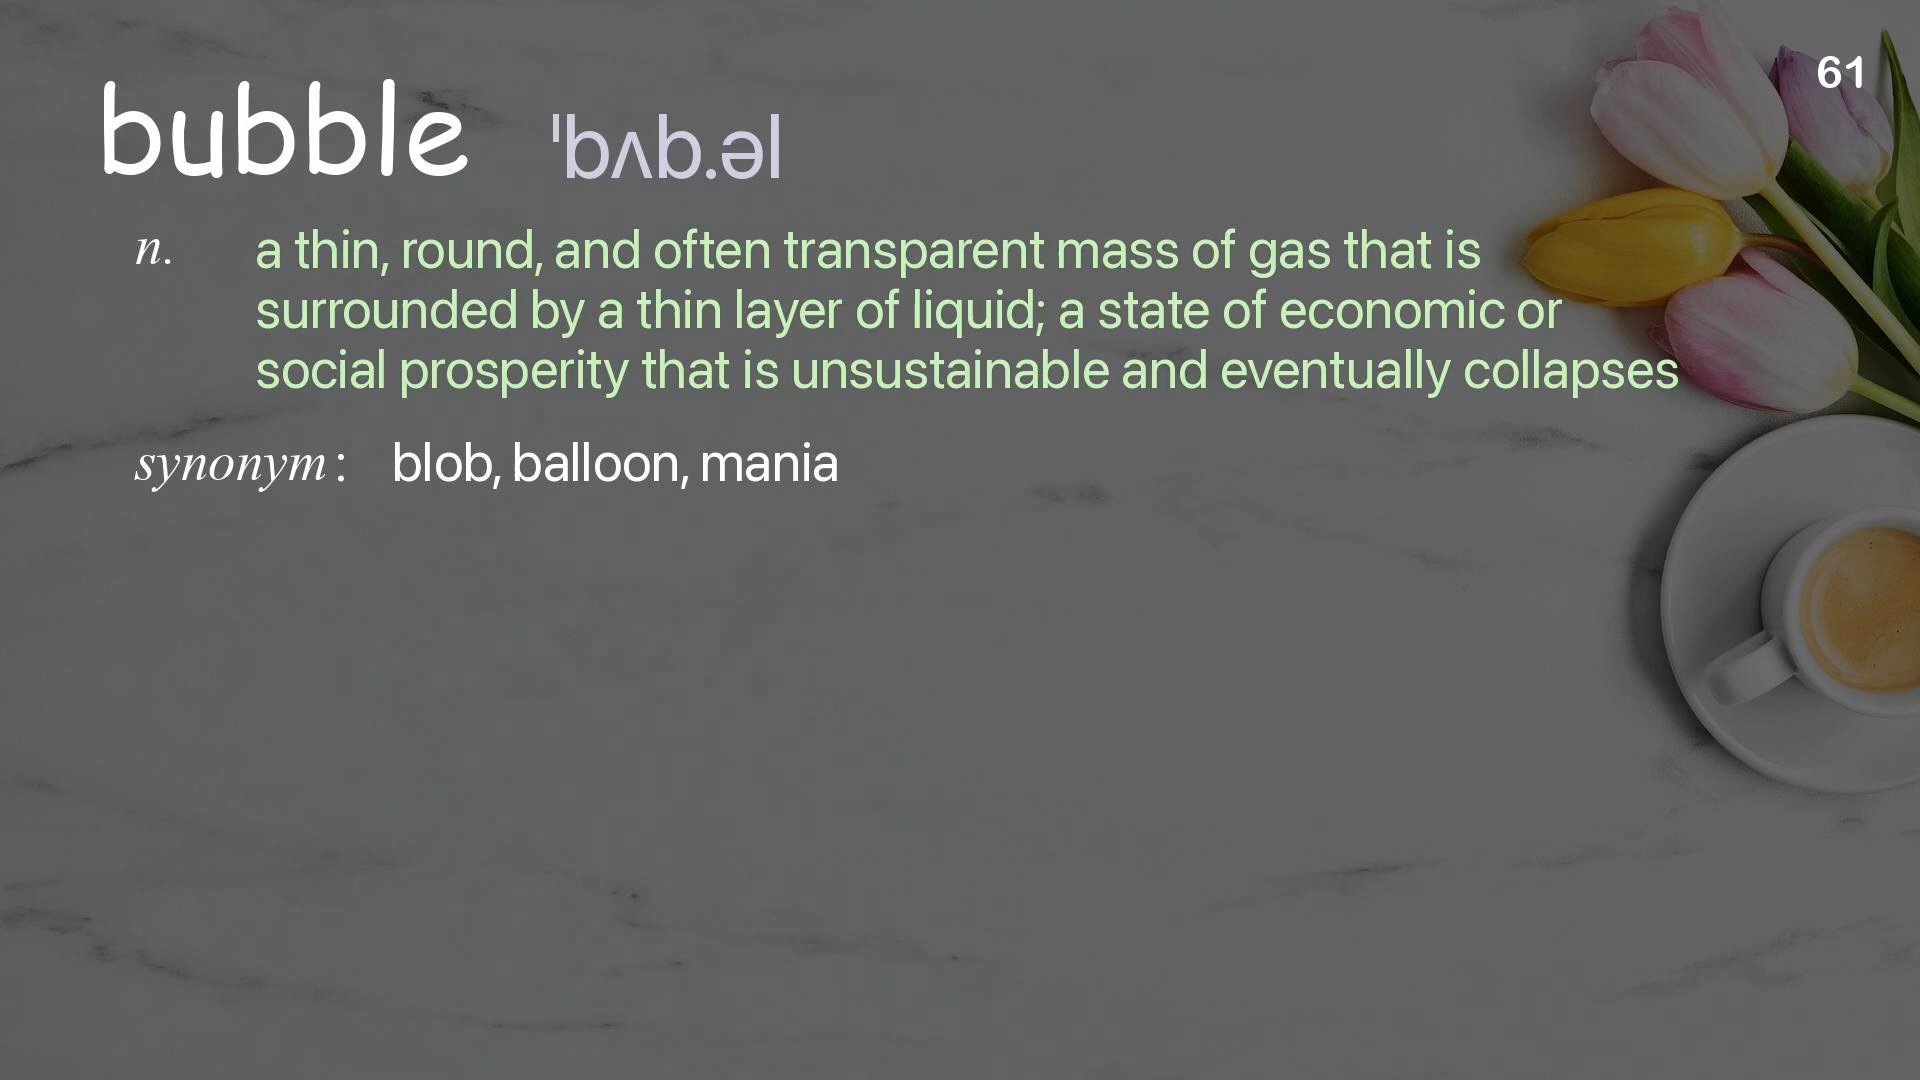 61
bubble ˈbʌb.əl
n. a thin, round, and often transparent mass of gas that is
surrounded by a thin layer of liquid; a state of economic or
social prosperity that is unsustainable and eventually collapses
synonym: blob, balloon, mania